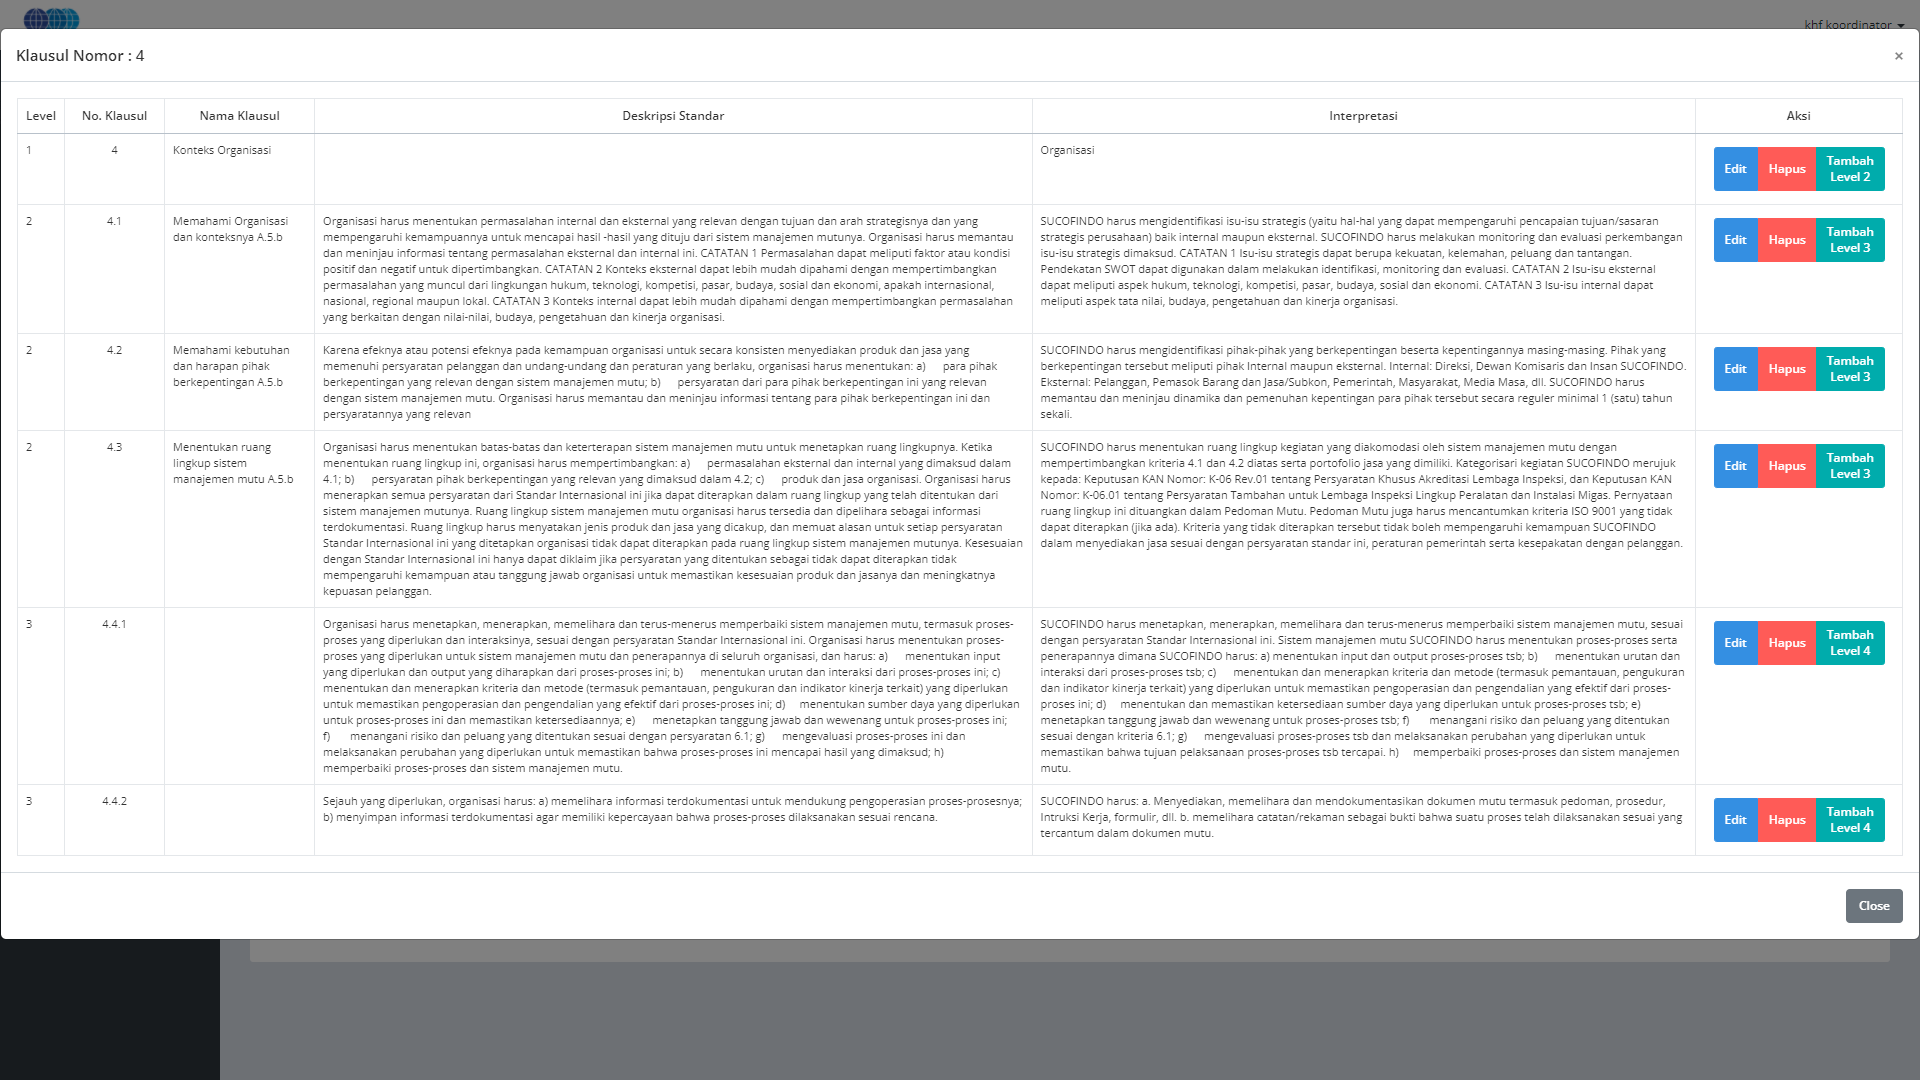 khf koordinator
Klausul Nomor : 4
×
Level
No. Klausul
Nama Klausul
Deskripsi Standar
Interpretasi
Aksi
1
4
Konteks Organisasi
Organisasi
Edit
Hapus
Tambah
Level 2
2
4.1
Memahami Organisasi
dan konteksnya A.5.b
Organisasi harus menentukan permasalahan internal dan eksternal yang relevan dengan tujuan dan arah strategisnya dan yang
mempengaruhi kemampuannya untuk mencapai hasil -hasil yang dituju dari sistem manajemen mutunya. Organisasi harus memantau
dan meninjau informasi tentang permasalahan eksternal dan internal ini. CATATAN 1 Permasalahan dapat meliputi faktor atau kondisi
positif dan negatif untuk dipertimbangkan. CATATAN 2 Konteks eksternal dapat lebih mudah dipahami dengan mempertimbangkan
permasalahan yang muncul dari lingkungan hukum, teknologi, kompetisi, pasar, budaya, sosial dan ekonomi, apakah internasional,
nasional, regional maupun lokal. CATATAN 3 Konteks internal dapat lebih mudah dipahami dengan mempertimbangkan permasalahan
yang berkaitan dengan nilai-nilai, budaya, pengetahuan dan kinerja organisasi.
SUCOFINDO harus mengidentifikasi isu-isu strategis (yaitu hal-hal yang dapat mempengaruhi pencapaian tujuan/sasaran
strategis perusahaan) baik internal maupun eksternal. SUCOFINDO harus melakukan monitoring dan evaluasi perkembangan
isu-isu strategis dimaksud. CATATAN 1 Isu-isu strategis dapat berupa kekuatan, kelemahan, peluang dan tantangan.
Pendekatan SWOT dapat digunakan dalam melakukan identifikasi, monitoring dan evaluasi. CATATAN 2 Isu-isu eksternal
dapat meliputi aspek hukum, teknologi, kompetisi, pasar, budaya, sosial dan ekonomi. CATATAN 3 Isu-isu internal dapat
meliputi aspek tata nilai, budaya, pengetahuan dan kinerja organisasi.
Edit
Hapus
Tambah
Level 3
2
4.2
Memahami kebutuhan
dan harapan pihak
berkepentingan A.5.b
Karena efeknya atau potensi efeknya pada kemampuan organisasi untuk secara konsisten menyediakan produk dan jasa yang
memenuhi persyaratan pelanggan dan undang-undang dan peraturan yang berlaku, organisasi harus menentukan: a) para pihak
berkepentingan yang relevan dengan sistem manajemen mutu; b) persyaratan dari para pihak berkepentingan ini yang relevan
dengan sistem manajemen mutu. Organisasi harus memantau dan meninjau informasi tentang para pihak berkepentingan ini dan
persyaratannya yang relevan
SUCOFINDO harus mengidentifikasi pihak-pihak yang berkepentingan beserta kepentingannya masing-masing. Pihak yang
berkepentingan tersebut meliputi pihak Internal maupun eksternal. Internal: Direksi, Dewan Komisaris dan Insan SUCOFINDO.
Eksternal: Pelanggan, Pemasok Barang dan Jasa/Subkon, Pemerintah, Masyarakat, Media Masa, dll. SUCOFINDO harus
memantau dan meninjau dinamika dan pemenuhan kepentingan para pihak tersebut secara reguler minimal 1 (satu) tahun
sekali.
Edit
Hapus
Tambah
Level 3
2
4.3
Menentukan ruang
lingkup sistem
manajemen mutu A.5.b
Organisasi harus menentukan batas-batas dan keterterapan sistem manajemen mutu untuk menetapkan ruang lingkupnya. Ketika
menentukan ruang lingkup ini, organisasi harus mempertimbangkan: a) permasalahan eksternal dan internal yang dimaksud dalam
4.1; b) persyaratan pihak berkepentingan yang relevan yang dimaksud dalam 4.2; c) produk dan jasa organisasi. Organisasi harus
menerapkan semua persyaratan dari Standar Internasional ini jika dapat diterapkan dalam ruang lingkup yang telah ditentukan dari
sistem manajemen mutunya. Ruang lingkup sistem manajemen mutu organisasi harus tersedia dan dipelihara sebagai informasi
terdokumentasi. Ruang lingkup harus menyatakan jenis produk dan jasa yang dicakup, dan memuat alasan untuk setiap persyaratan
Standar Internasional ini yang ditetapkan organisasi tidak dapat diterapkan pada ruang lingkup sistem manajemen mutunya. Kesesuaian
dengan Standar Internasional ini hanya dapat diklaim jika persyaratan yang ditentukan sebagai tidak dapat diterapkan tidak
mempengaruhi kemampuan atau tanggung jawab organisasi untuk memastikan kesesuaian produk dan jasanya dan meningkatnya
kepuasan pelanggan.
SUCOFINDO harus menentukan ruang lingkup kegiatan yang diakomodasi oleh sistem manajemen mutu dengan
mempertimbangkan kriteria 4.1 dan 4.2 diatas serta portofolio jasa yang dimiliki. Kategorisari kegiatan SUCOFINDO merujuk
kepada: Keputusan KAN Nomor: K-06 Rev.01 tentang Persyaratan Khusus Akreditasi Lembaga Inspeksi, dan Keputusan KAN
Nomor: K-06.01 tentang Persyaratan Tambahan untuk Lembaga Inspeksi Lingkup Peralatan dan Instalasi Migas. Pernyataan
ruang lingkup ini dituangkan dalam Pedoman Mutu. Pedoman Mutu juga harus mencantumkan kriteria ISO 9001 yang tidak
dapat diterapkan (jika ada). Kriteria yang tidak diterapkan tersebut tidak boleh mempengaruhi kemampuan SUCOFINDO
dalam menyediakan jasa sesuai dengan persyaratan standar ini, peraturan pemerintah serta kesepakatan dengan pelanggan.
Edit
Hapus
Tambah
Level 3
3
4.4.1
Organisasi harus menetapkan, menerapkan, memelihara dan terus-menerus memperbaiki sistem manajemen mutu, termasuk proses-
proses yang diperlukan dan interaksinya, sesuai dengan persyaratan Standar Internasional ini. Organisasi harus menentukan proses-
proses yang diperlukan untuk sistem manajemen mutu dan penerapannya di seluruh organisasi, dan harus: a) menentukan input
yang diperlukan dan output yang diharapkan dari proses-proses ini; b) menentukan urutan dan interaksi dari proses-proses ini; c)
menentukan dan menerapkan kriteria dan metode (termasuk pemantauan, pengukuran dan indikator kinerja terkait) yang diperlukan
untuk memastikan pengoperasian dan pengendalian yang efektif dari proses-proses ini; d) menentukan sumber daya yang diperlukan
untuk proses-proses ini dan memastikan ketersediaannya; e) menetapkan tanggung jawab dan wewenang untuk proses-proses ini;
f) menangani risiko dan peluang yang ditentukan sesuai dengan persyaratan 6.1; g) mengevaluasi proses-proses ini dan
melaksanakan perubahan yang diperlukan untuk memastikan bahwa proses-proses ini mencapai hasil yang dimaksud; h)
memperbaiki proses-proses dan sistem manajemen mutu.
SUCOFINDO harus menetapkan, menerapkan, memelihara dan terus-menerus memperbaiki sistem manajemen mutu, sesuai
dengan persyaratan Standar Internasional ini. Sistem manajemen mutu SUCOFINDO harus menentukan proses-proses serta
penerapannya dimana SUCOFINDO harus: a) menentukan input dan output proses-proses tsb; b) menentukan urutan dan
interaksi dari proses-proses tsb; c) menentukan dan menerapkan kriteria dan metode (termasuk pemantauan, pengukuran
dan indikator kinerja terkait) yang diperlukan untuk memastikan pengoperasian dan pengendalian yang efektif dari proses-
proses ini; d) menentukan dan memastikan ketersediaan sumber daya yang diperlukan untuk proses-proses tsb; e)
menetapkan tanggung jawab dan wewenang untuk proses-proses tsb; f) menangani risiko dan peluang yang ditentukan
sesuai dengan kriteria 6.1; g) mengevaluasi proses-proses tsb dan melaksanakan perubahan yang diperlukan untuk
memastikan bahwa tujuan pelaksanaan proses-proses tsb tercapai. h) memperbaiki proses-proses dan sistem manajemen
mutu.
Edit
Hapus
Tambah
Level 4
3
4.4.2
Sejauh yang diperlukan, organisasi harus: a) memelihara informasi terdokumentasi untuk mendukung pengoperasian proses-prosesnya;
b) menyimpan informasi terdokumentasi agar memiliki kepercayaan bahwa proses-proses dilaksanakan sesuai rencana.
SUCOFINDO harus: a. Menyediakan, memelihara dan mendokumentasikan dokumen mutu termasuk pedoman, prosedur,
Intruksi Kerja, formulir, dll. b. memelihara catatan/rekaman sebagai bukti bahwa suatu proses telah dilaksanakan sesuai yang
tercantum dalam dokumen mutu.
Edit
Hapus
Tambah
Level 4
Close